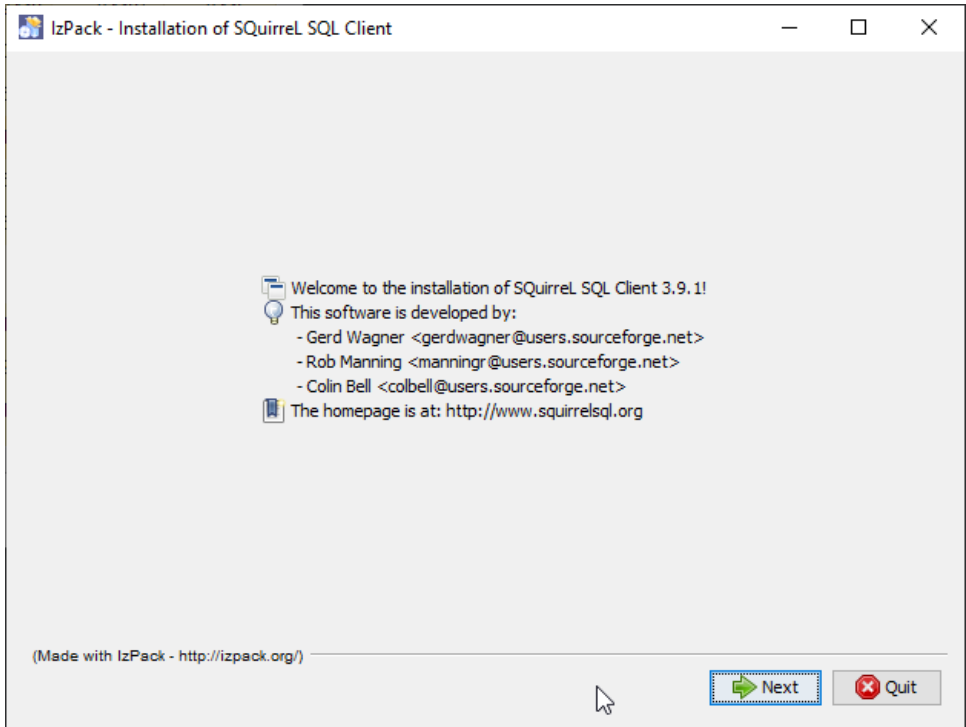 IzPack - Installation of SQuirreL SQL Client
Welcome to the installation of SQuirreL SQL Client 3.9.1!
This software is developed by:
- Gerd Wagner <gerdwagner@users.sourceforge.net>
- Rob Manning <manningr@users.sourceforge.net>
- Colin Bell <colbell@users.sourceforge.net>
The homepage is at: http://www.squirrelsql.org
(Made with IzPack - http://izpack.org/)
Next
Quit